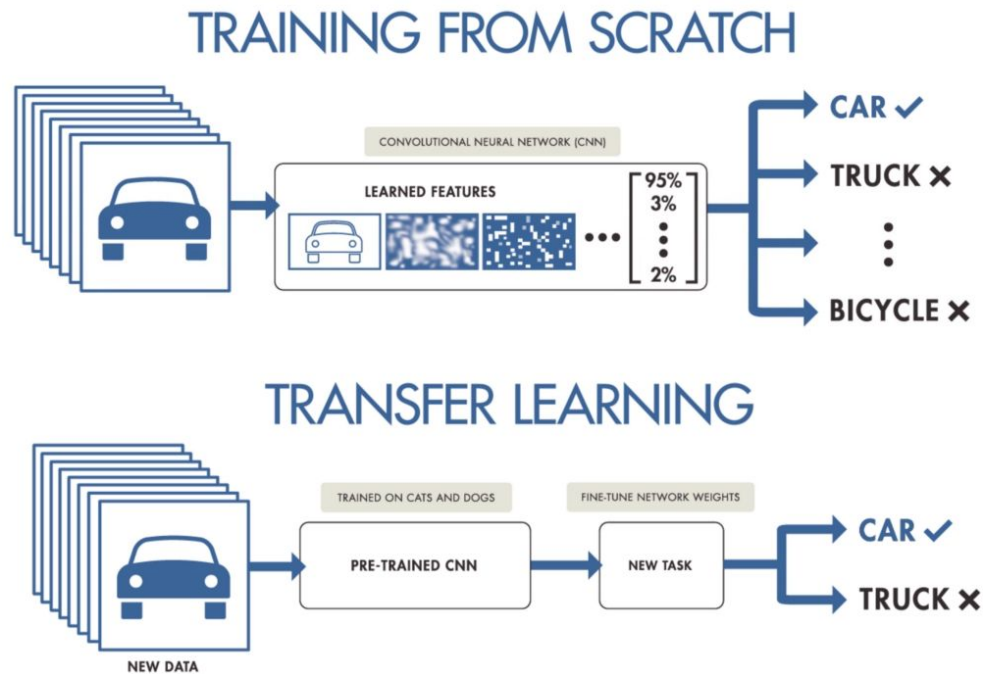 TRAINING FROM SCRATCH
CONVOLUTIONAL NEURAL NETWORK (CNN)
LEARNED FEATURES
95%
3%
2%
CAR
TRUCK
BICYCLE
TRANSFER LEARNING
TRAINED ON CATS AND DOGS
PRE-TRAINED CNN
FINE-TUNE NETWORK WEIGHTS
NEW TASK
CAR
TRUCK
NEW DATA